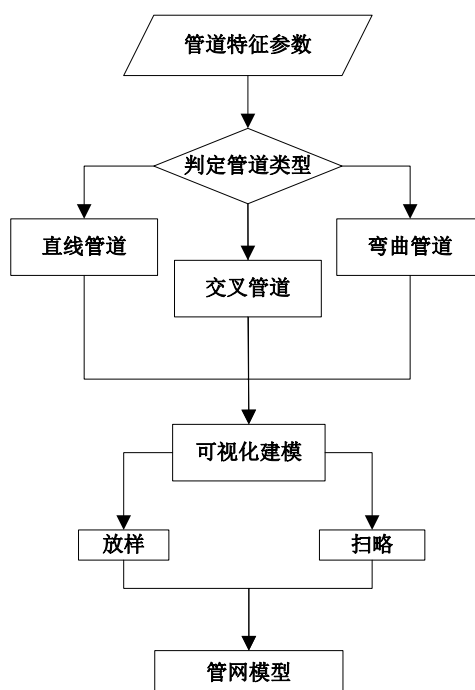 管道特征参数
判定管道类型
直线管道
交叉管道
弯曲管道
可视化建模
放样
扫略
管网模型